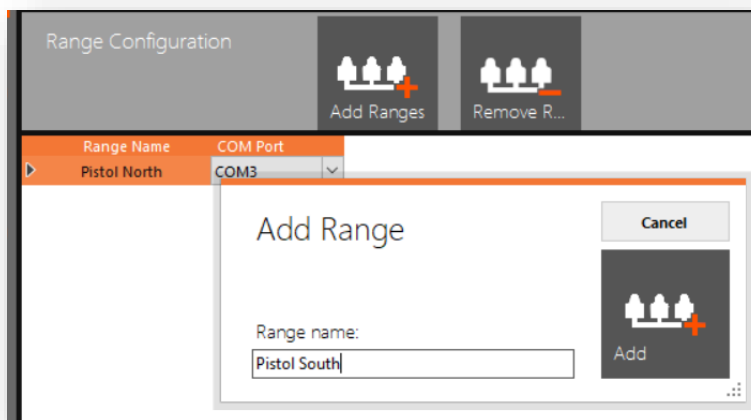 Range Configuration
Add Ranges
Remove R...
Range Name COM Port
Pistol North COM3
Add Range
Cancel
Range name:
Pistol South
Add